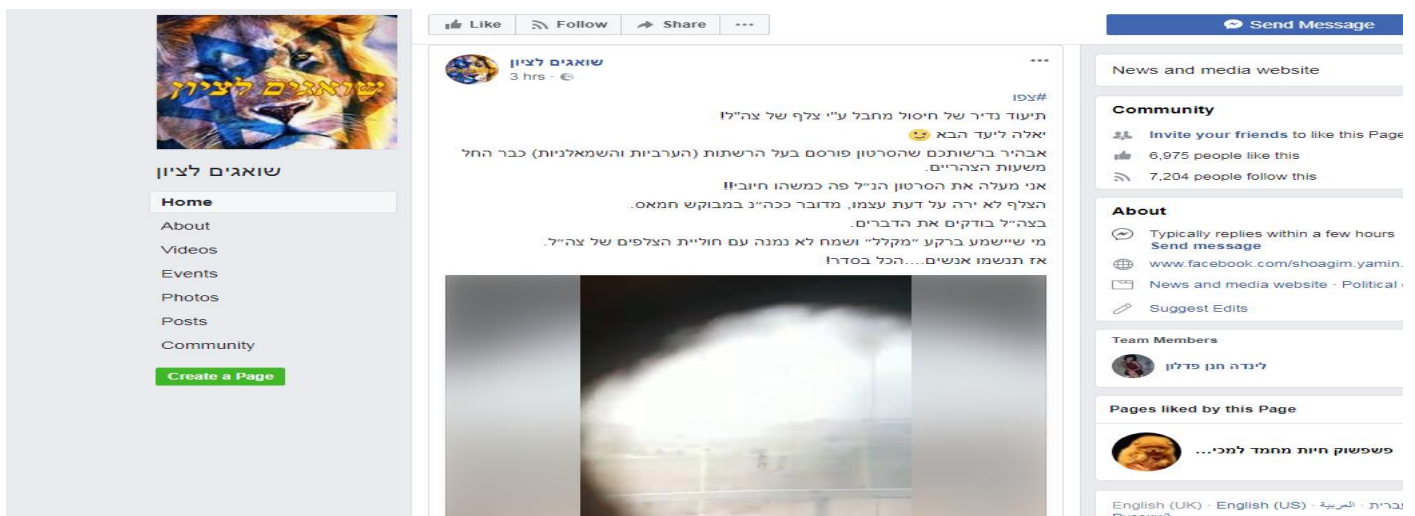 שואגים לציון
שואגים לציון
Home
About
Videos
Events
Photos
Posts
Community
Create a Page
Like
Follow
Share
שואגים לציון
3 hrs
#צפו
תיעוד נדיר של חיסול מחבל ע"י צלף של צה"ל!
יאלה ליעד הבא
אבהיר ברשותכם שהסרטון פורסם בעל הרשתות (הערביות והשמאלניות) כבר החל
משעות הצהריים.
אני מעלה את הסרטון הנ״ל פה כמשהו חיובי!!
הצלף לא ירה על דעת עצמו, מדובר ככה״נ במבוקש חמאס.
בצה״ל בודקים את הדברים.
מי שיישמע ברקע ״מקלל״ ושמח לא נמנה עם חוליית הצלפים של צה״ל.
אז תנשמו אנשים....הכל בסדר!
Send Message
News and media website
Community
Invite your friends to like this Page
6,975 people like this
7,204 people follow this
About
Typically replies within a few hours
Send message
www.facebook.com/shoagim.yamin.
News and media website · Political
Suggest Edits
Team Members
לינדה חנן פדלון
Pages liked by this Page
פשפשוק חיות מחמד למכי...
English (UK) · English (US) · العربية · עברית